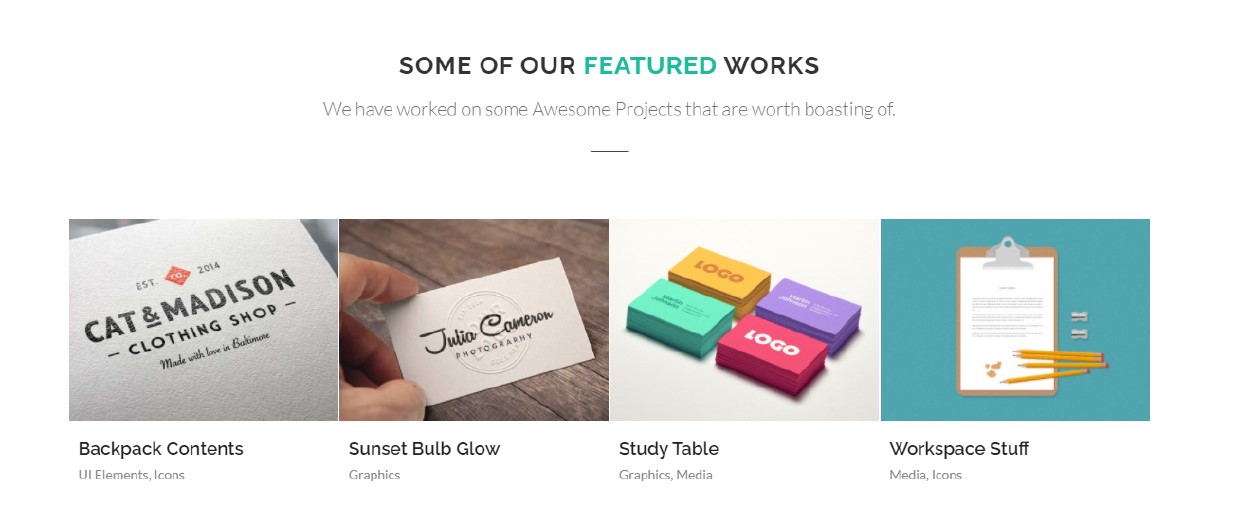 SOME OF OUR FEATURED WORKS
We have worked on some Awesome Projects that are worth boasting of.
EST. CO. 2014
CAT & MADISON
– CLOTHING SHOP –
Made with love in Baltimore
Julia Cameron
PHOTOGRAPHY
LOGO
LOGO
Backpack Contents
UI Elements, Icons
Sunset Bulb Glow
Graphics
Study Table
Graphics, Media
Workspace Stuff
Media, Icons